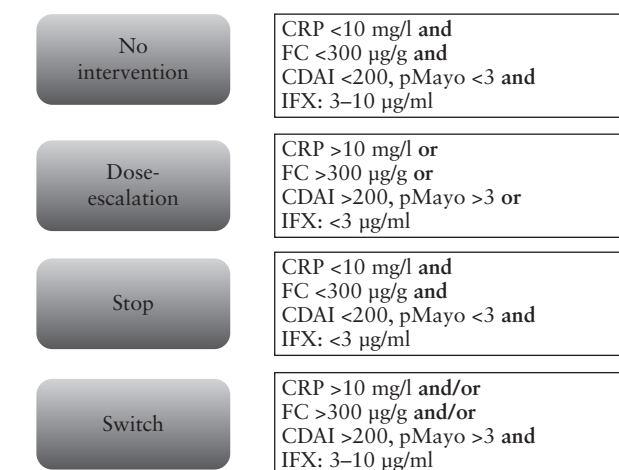 No
intervention
CRP <10 mg/l and
FC <300 µg/g and
CDAI <200, pMayo <3 and
IFX: 3–10 µg/ml
Dose-
escalation
CRP >10 mg/l or
FC >300 µg/g or
CDAI >200, pMayo >3 or
IFX: <3 µg/ml
Stop
CRP <10 mg/l and
FC <300 µg/g and
CDAI <200, pMayo <3 and
IFX: <3 µg/ml
Switch
CRP >10 mg/l and/or
FC >300 µg/g and/or
CDAI >200, pMayo >3 and
IFX: 3–10 µg/ml